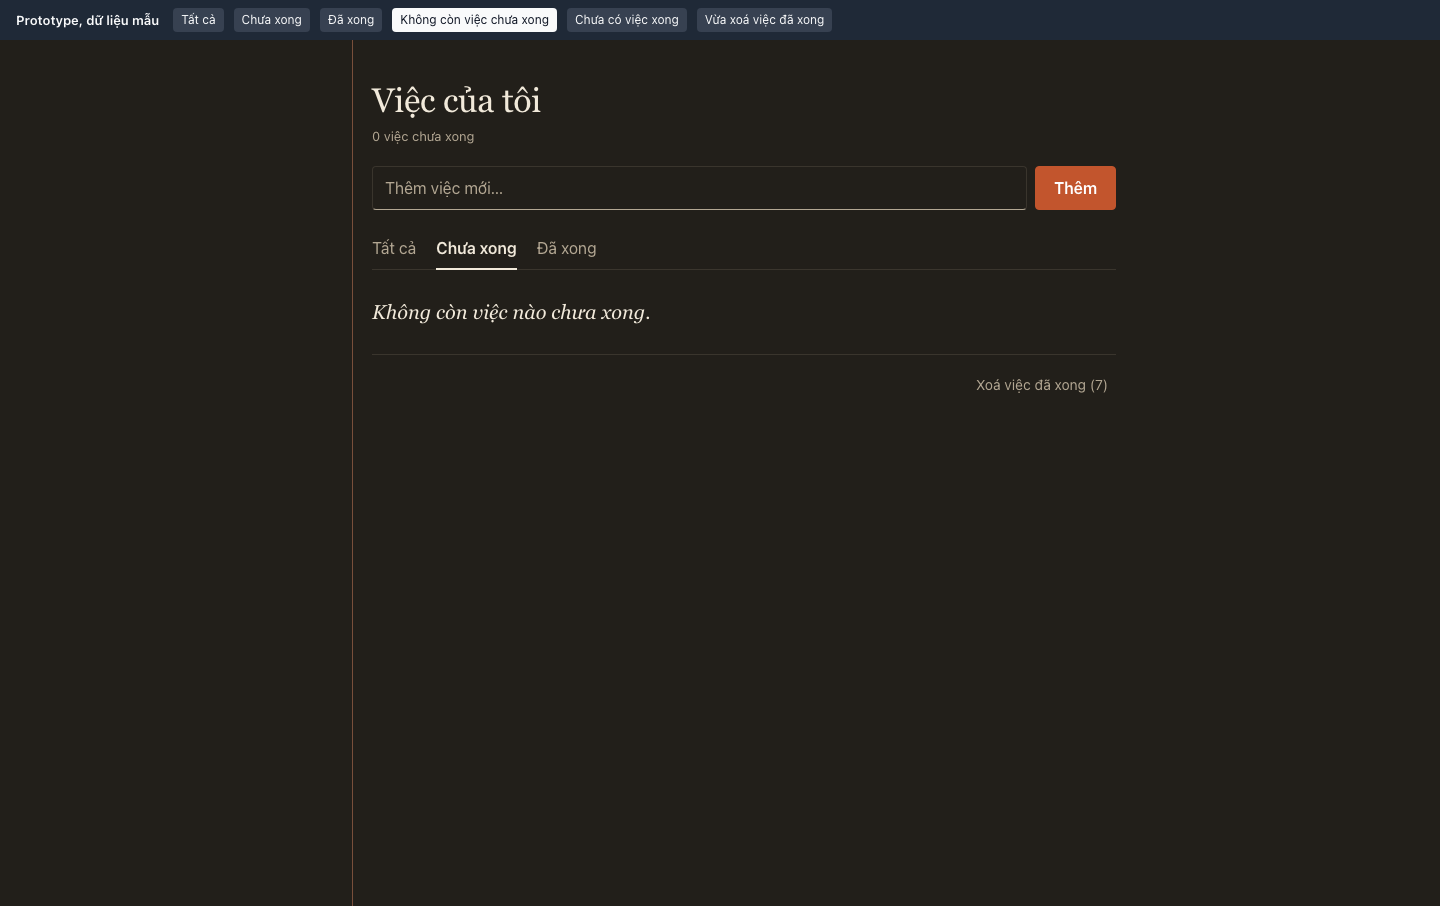 Prototype, dữ liệu mẫu Tất cả Chưa xong Đã xong Không còn việc chưa xong Chưa có việc xong Vừa xoá việc đã xong
Việc của tôi
0 việc chưa xong
Thêm việc mới... Thêm
Tất cả Chưa xong Đã xong
Không còn việc nào chưa xong.
Xoá việc đã xong (7)